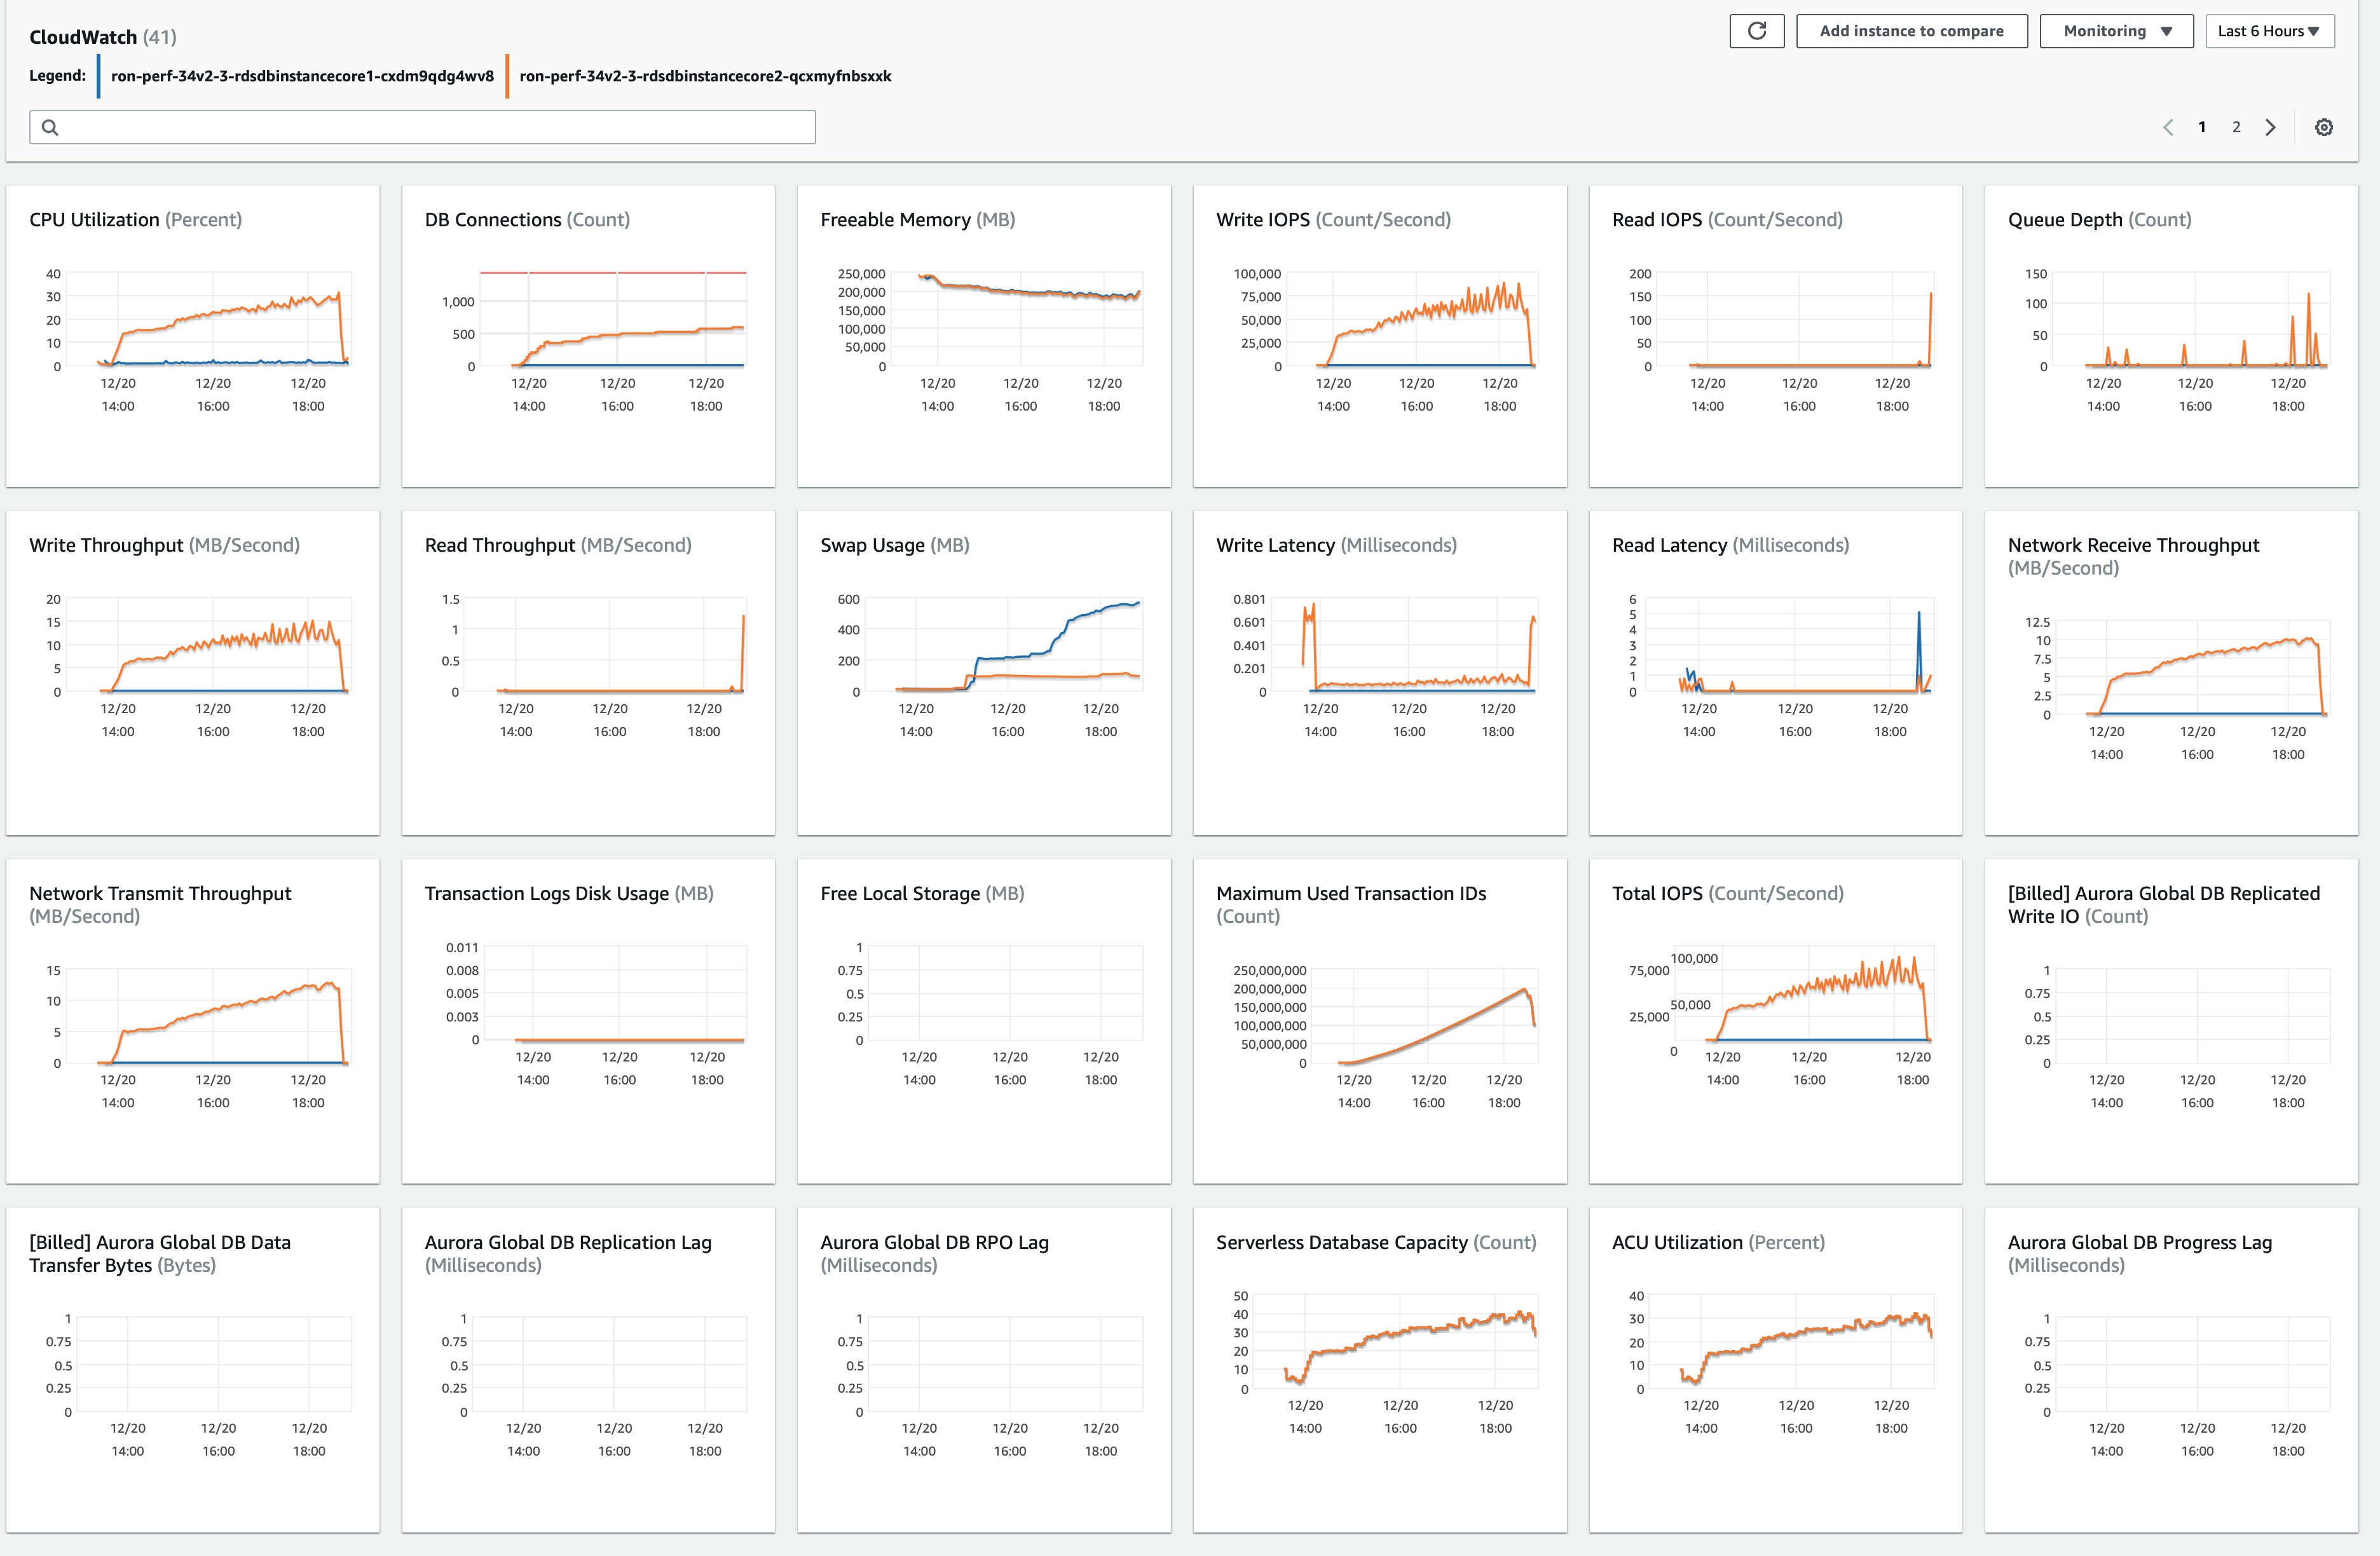 CloudWatch (41)
Add instance to compare
Monitoring ▼
Last 6 Hours ▼
Legend: ron-perf-34v2-3-rdsdbinstancecore1-cxdm9qdg4wv8 ron-perf-34v2-3-rdsdbinstancecore2-qcxmyfnbsxxk
1 2
CPU Utilization (Percent)
40
30
20
10
0
12/20 12/20 12/20
14:00 16:00 18:00
DB Connections (Count)
1,000
500
0
12/20 12/20 12/20
14:00 16:00 18:00
Freeable Memory (MB)
250,000
200,000
150,000
100,000
50,000
0
12/20 12/20 12/20
14:00 16:00 18:00
Write IOPS (Count/Second)
100,000
75,000
50,000
25,000
0
12/20 12/20 12/20
14:00 16:00 18:00
Read IOPS (Count/Second)
200
150
100
50
0
12/20 12/20 12/20
14:00 16:00 18:00
Queue Depth (Count)
150
100
50
0
12/20 12/20 12/20
14:00 16:00 18:00
Write Throughput (MB/Second)
20
15
10
5
0
12/20 12/20 12/20
14:00 16:00 18:00
Read Throughput (MB/Second)
1.5
1
0.5
0
12/20 12/20 12/20
14:00 16:00 18:00
Swap Usage (MB)
600
400
200
0
12/20 12/20 12/20
14:00 16:00 18:00
Write Latency (Milliseconds)
0.801
0.601
0.401
0.201
0
12/20 12/20 12/20
14:00 16:00 18:00
Read Latency (Milliseconds)
6
5
4
3
2
1
0
12/20 12/20 12/20
14:00 16:00 18:00
Network Receive Throughput
(MB/Second)
12.5
10
7.5
5
2.5
0
12/20 12/20 12/20
14:00 16:00 18:00
Network Transmit Throughput
(MB/Second)
15
10
5
0
12/20 12/20 12/20
14:00 16:00 18:00
Transaction Logs Disk Usage (MB)
0.011
0.008
0.005
0.003
0
12/20 12/20 12/20
14:00 16:00 18:00
Free Local Storage (MB)
1
0.75
0.5
0.25
0
12/20 12/20 12/20
14:00 16:00 18:00
Maximum Used Transaction IDs
(Count)
250,000,000
200,000,000
150,000,000
100,000,000
50,000,000
0
12/20 12/20 12/20
14:00 16:00 18:00
Total IOPS (Count/Second)
100,000
75,000
50,000
25,000
0
12/20 12/20 12/20
14:00 16:00 18:00
[Billed] Aurora Global DB Replicated
Write IO (Count)
1
0.75
0.5
0.25
0
12/20 12/20 12/20
14:00 16:00 18:00
[Billed] Aurora Global DB Data
Transfer Bytes (Bytes)
1
0.75
0.5
0.25
0
12/20 12/20 12/20
14:00 16:00 18:00
Aurora Global DB Replication Lag
(Milliseconds)
1
0.75
0.5
0.25
0
12/20 12/20 12/20
14:00 16:00 18:00
Aurora Global DB RPO Lag
(Milliseconds)
1
0.75
0.5
0.25
0
12/20 12/20 12/20
14:00 16:00 18:00
Serverless Database Capacity (Count)
50
40
30
20
10
0
12/20 12/20 12/20
14:00 16:00 18:00
ACU Utilization (Percent)
40
30
20
10
0
12/20 12/20 12/20
14:00 16:00 18:00
Aurora Global DB Progress Lag
(Milliseconds)
1
0.75
0.5
0.25
0
12/20 12/20 12/20
14:00 16:00 18:00